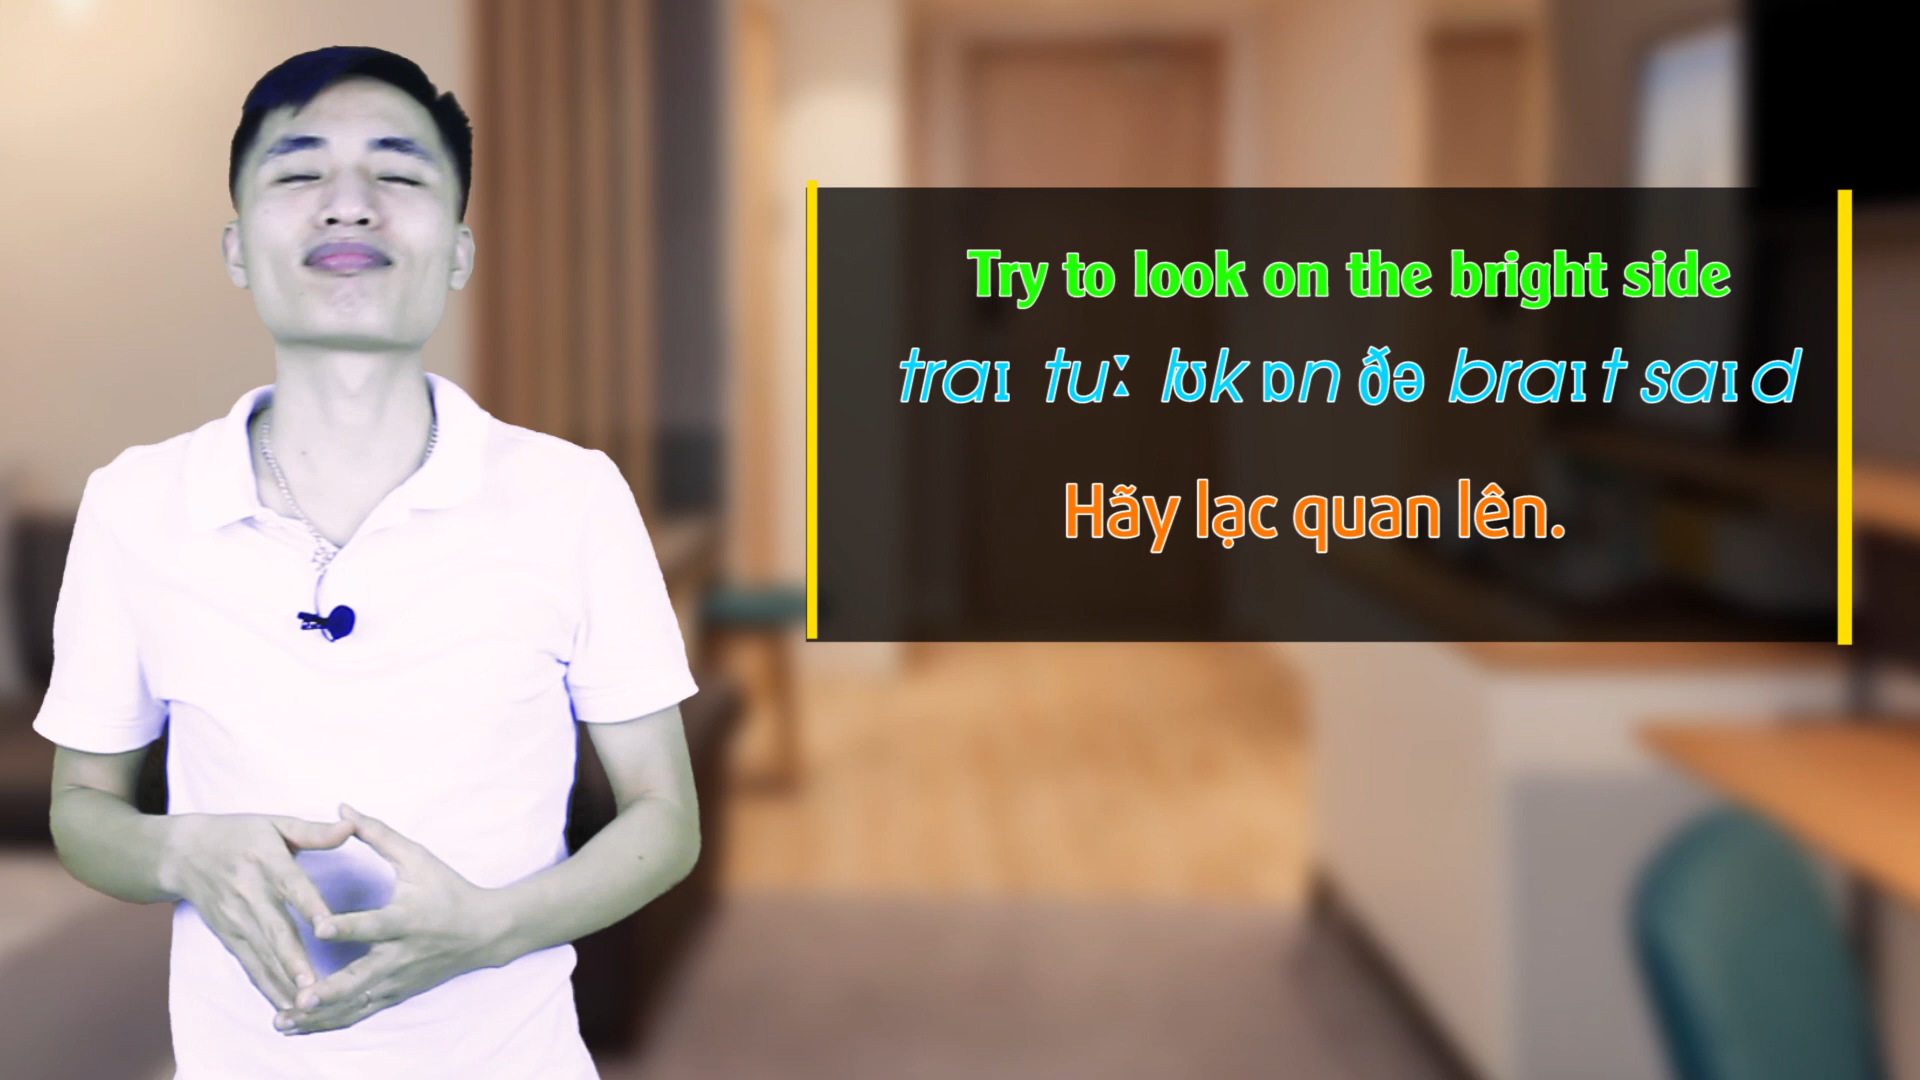 Try to look on the bright side
traɪ tuː lʊk ɒn ðə braɪt saɪd
Hãy lạc quan lên.